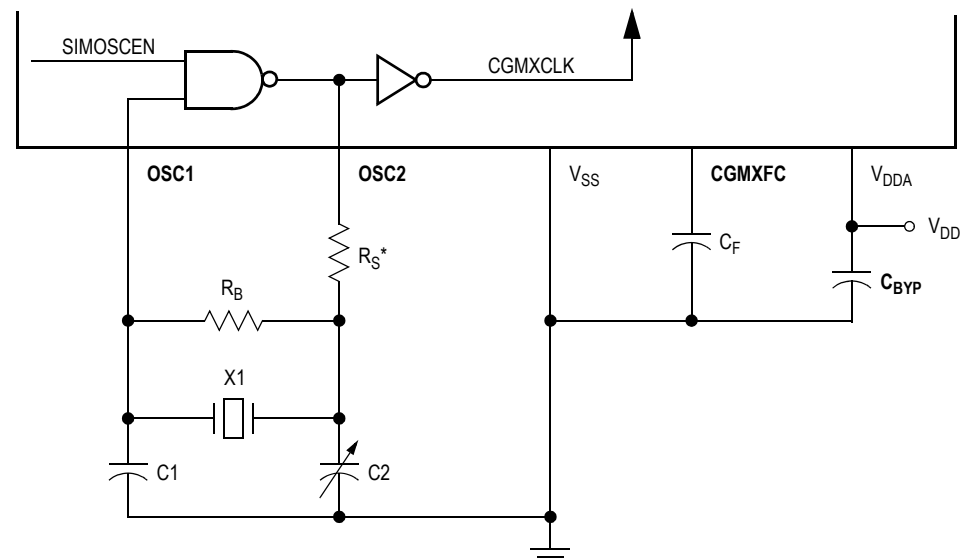 SIMOSCEN
CGMXCLK
OSC1
OSC2
VSS
CGMXFC
VDDA
VDD
RS*
CF
CBYP
RB
X1
C1
C2